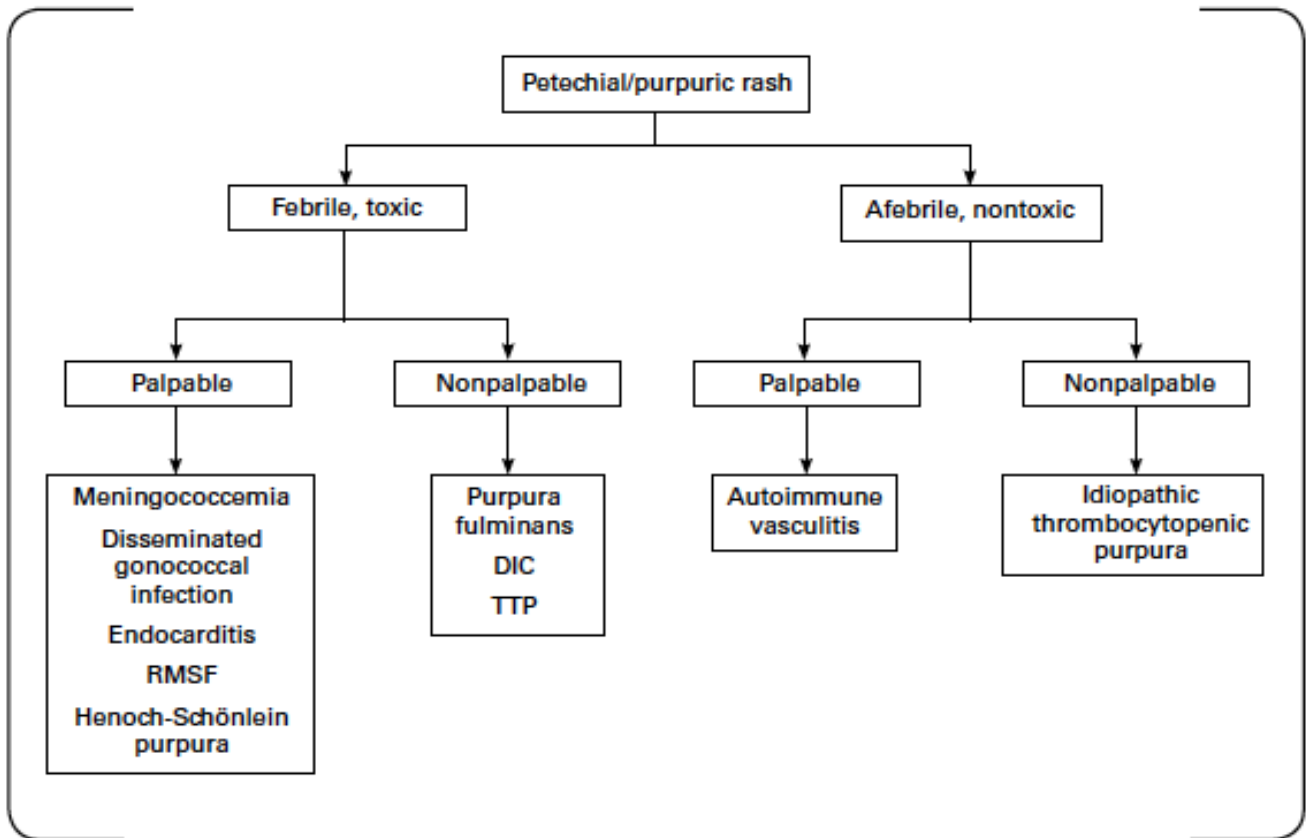 Petechial/purpuric rash
Febrile, toxic
Afebrile, nontoxic
Palpable
Nonpalpable
Palpable
Nonpalpable
Meningococcemia
Disseminated
gonococcal
infection
Endocarditis
RMSF
Henoch-Schönlein
purpura
Purpura
fulminans
DIC
TTP
Autoimmune
vasculitis
Idiopathic
thrombocytopenic
purpura